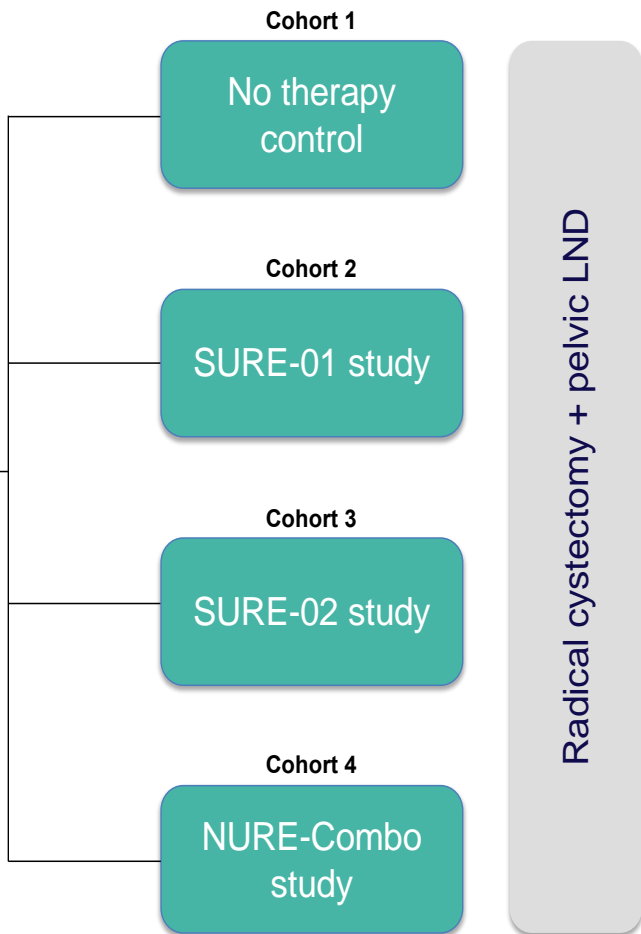 Cohort 1
No therapy
control
Cohort 2
SURE-01 study
Cohort 3
SURE-02 study
Cohort 4
NURE-Combo
study
Radical cystectomy + pelvic LND